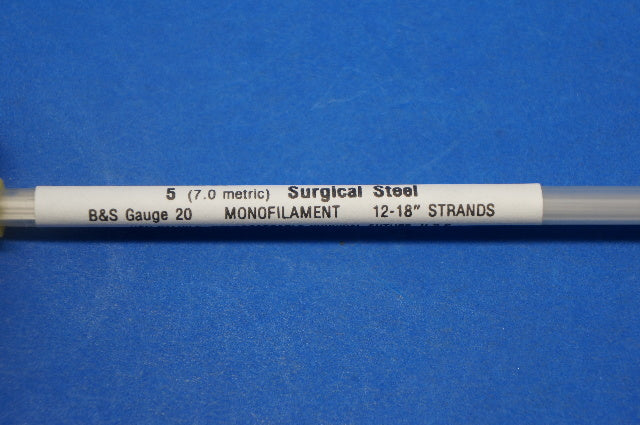 5 (7.0 metric) Surgical Steel
B&S Gauge 20 MONOFILAMENT 12-18" STRANDS